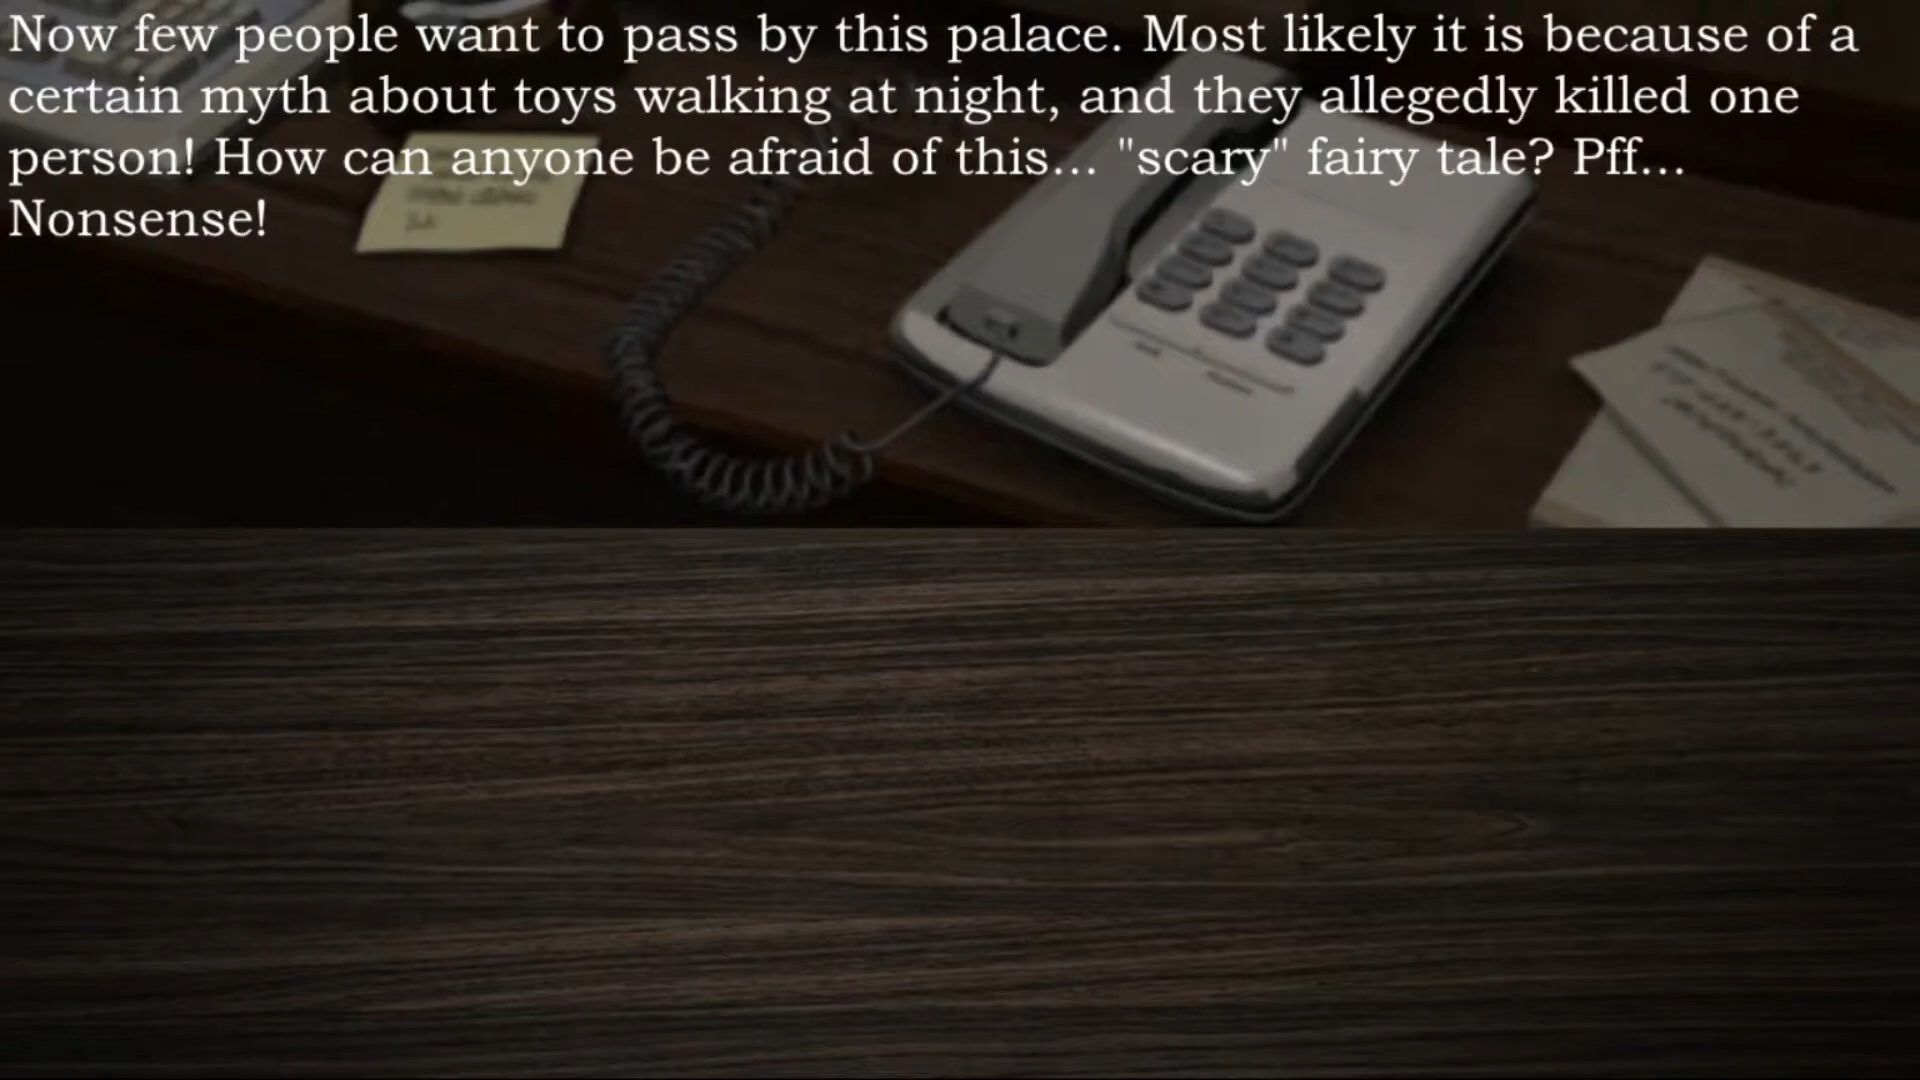 Now few people want to pass by this palace. Most likely it is because of a
certain myth about toys walking at night, and they allegedly killed one
person! How can anyone be afraid of this... "scary" fairy tale? Pff...
Nonsense!